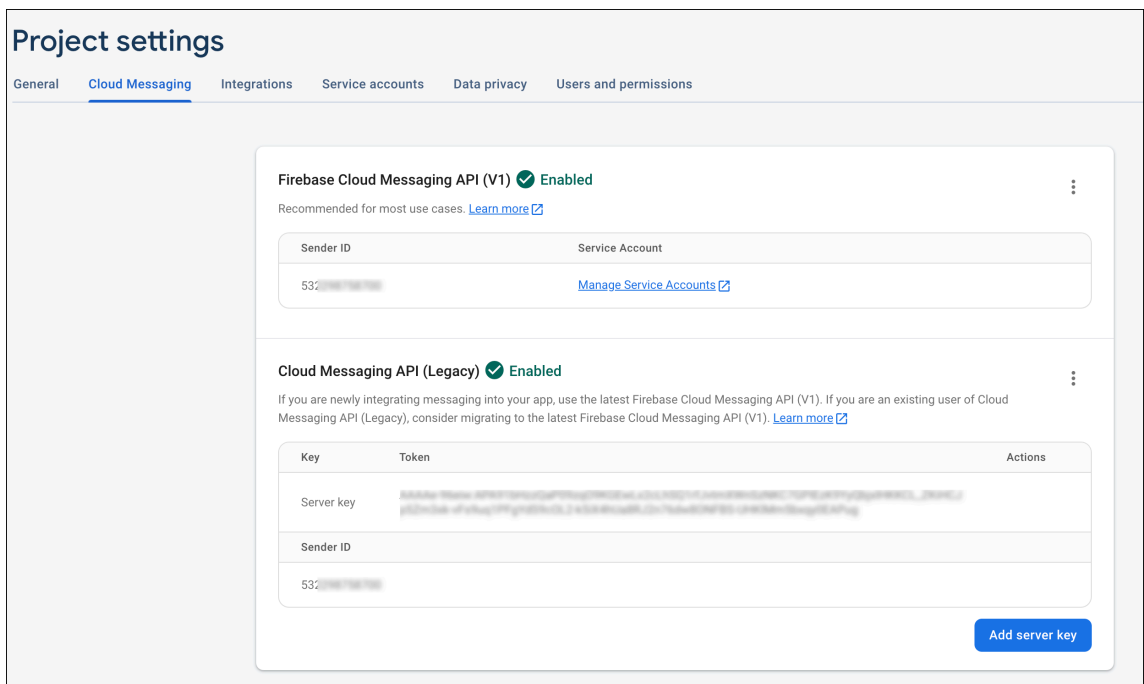 Project settings
General Cloud Messaging Integrations Service accounts Data privacy Users and permissions
Firebase Cloud Messaging API (V1) Enabled
Recommended for most use cases. Learn more
Sender ID Service Account
532 Manage Service Accounts
Cloud Messaging API (Legacy) Enabled
If you are newly integrating messaging into your app, use the latest Firebase Cloud Messaging API (V1). If you are an existing user of Cloud
Messaging API (Legacy), consider migrating to the latest Firebase Cloud Messaging API (V1). Learn more
Key Token Actions
Server key
Sender ID
532
Add server key